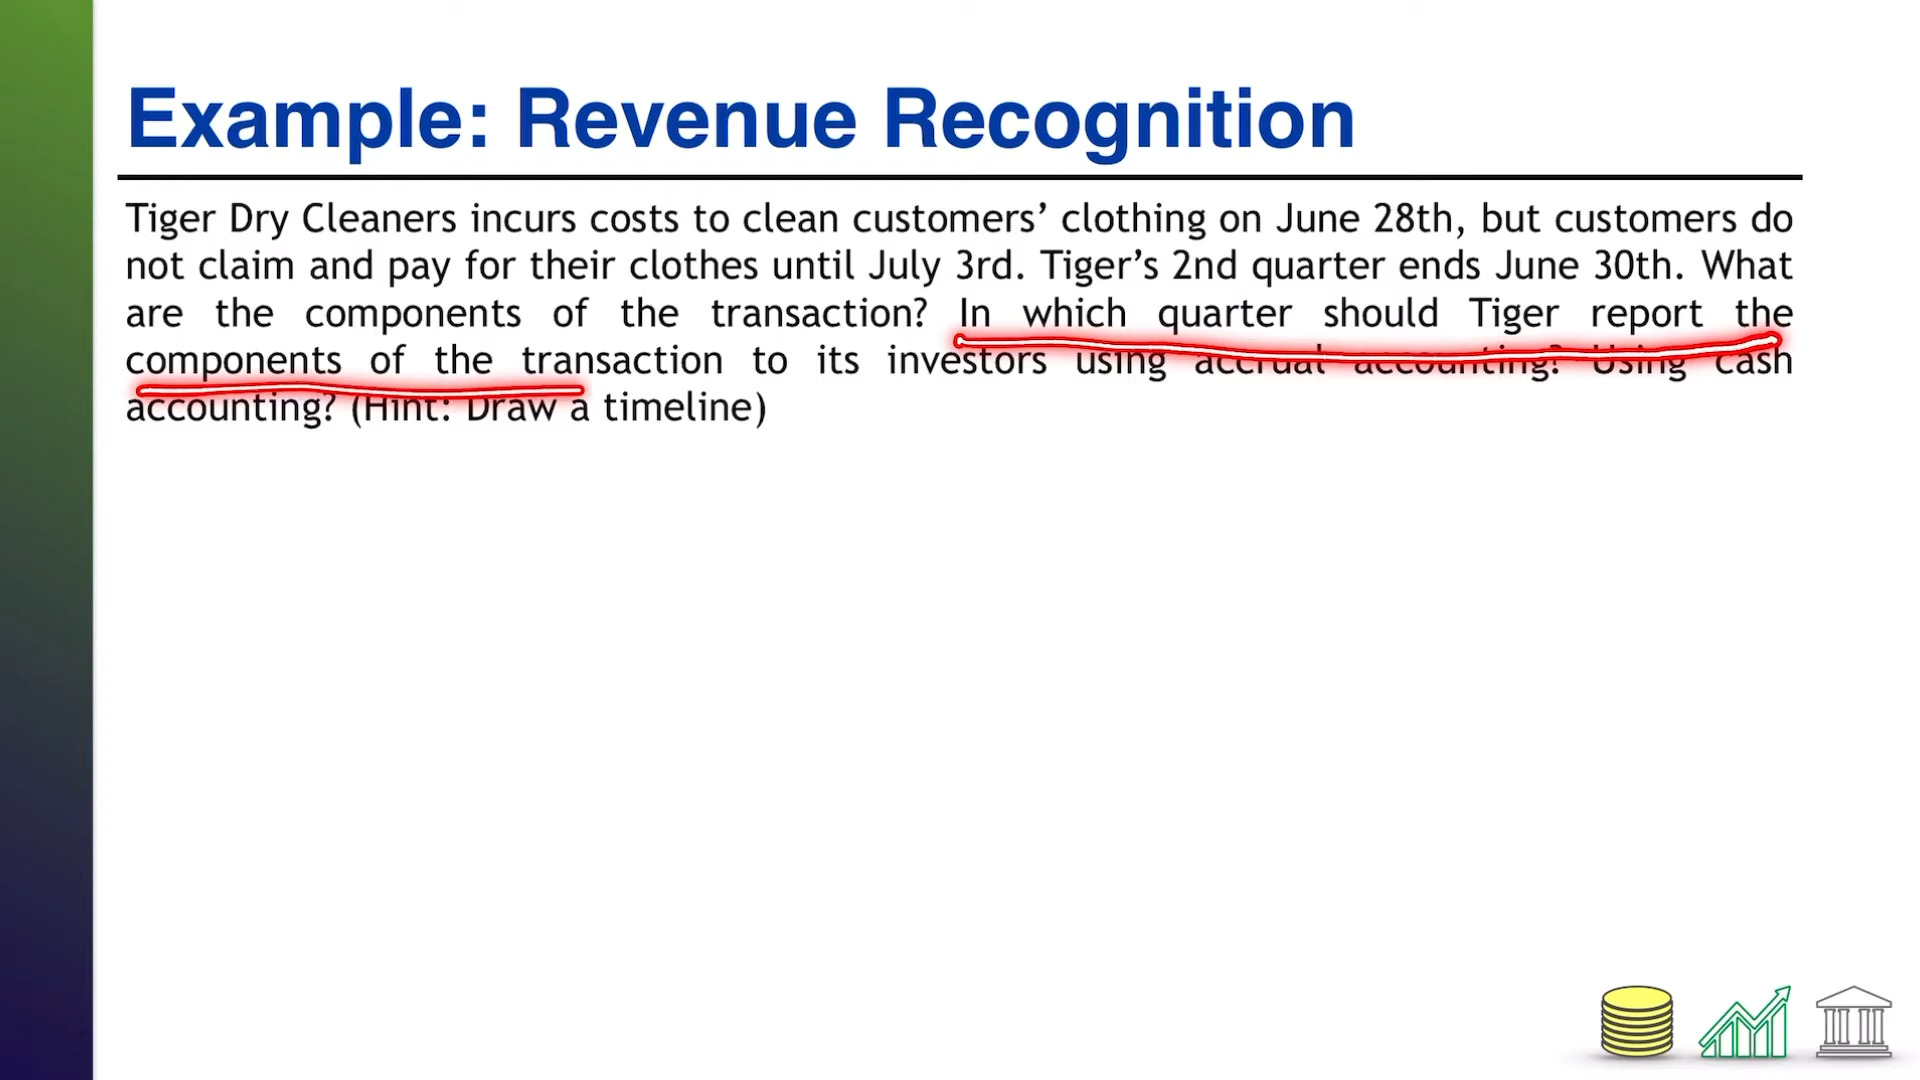 Example: Revenue Recognition
Tiger Dry Cleaners incurs costs to clean customers’ clothing on June 28th, but customers do
not claim and pay for their clothes until July 3rd. Tiger’s 2nd quarter ends June 30th. What
are the components of the transaction? In which quarter should Tiger report the
components of the transaction to its investors using accrual accounting? Using cash
accounting? (Hint: Draw a timeline)